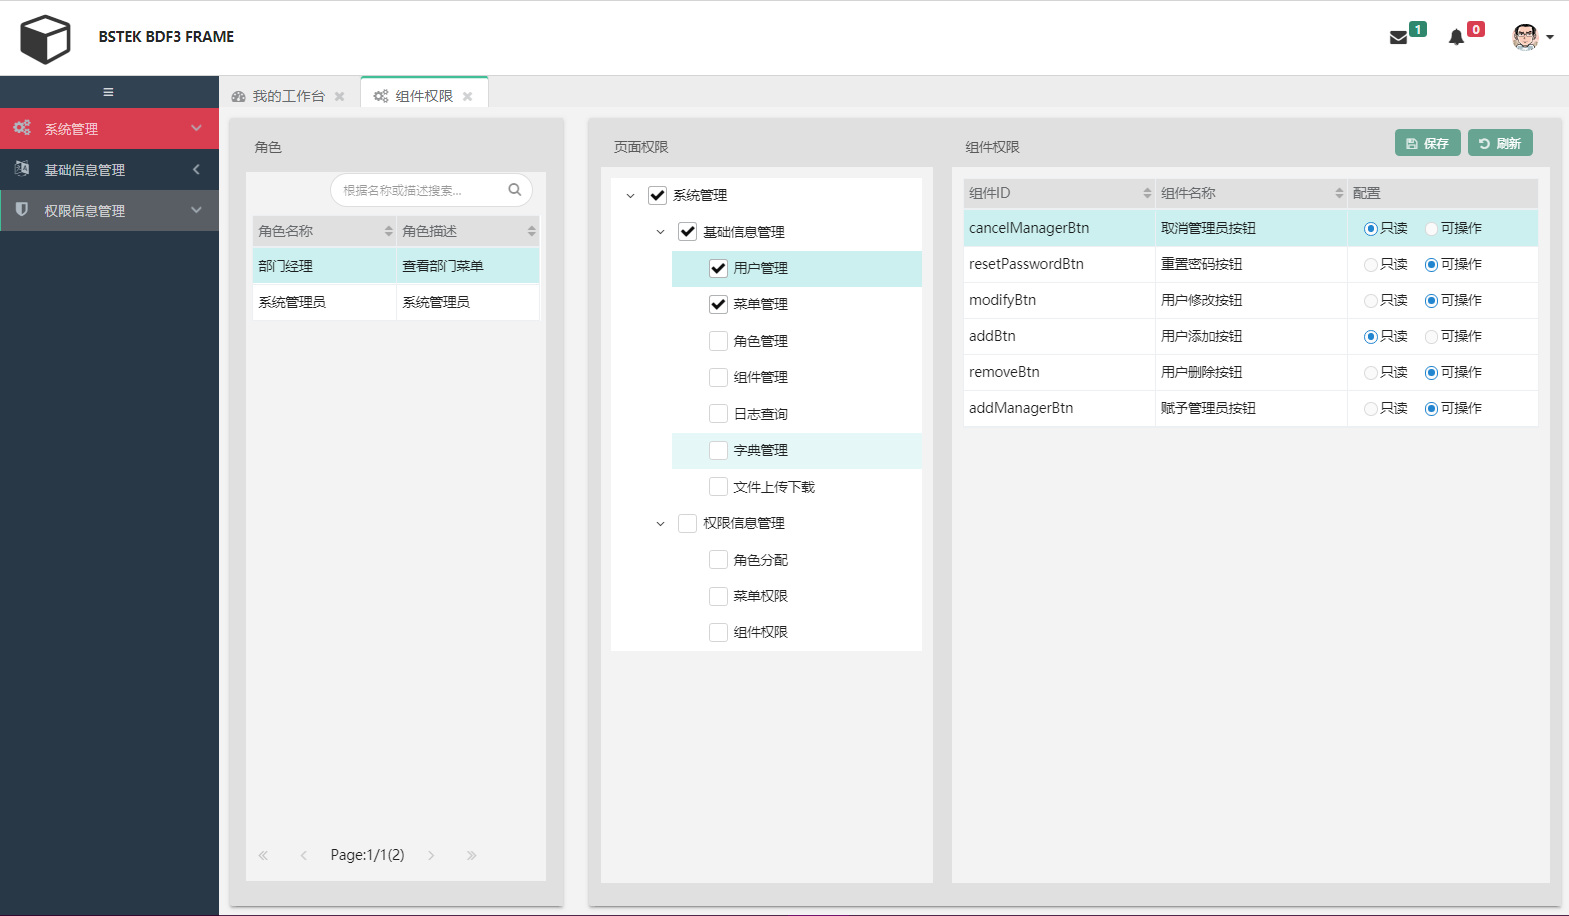 BSTEK BDF3 FRAME
1
0
我的工作台
组件权限
系统管理
基础信息管理
权限信息管理
角色
根据名称或描述搜索...
角色名称 角色描述
部门经理 查看部门菜单
系统管理员 系统管理员
Page:1/1(2)
页面权限
系统管理
基础信息管理
用户管理
菜单管理
角色管理
组件管理
日志查询
字典管理
文件上传下载
权限信息管理
角色分配
菜单权限
组件权限
组件权限
保存 刷新
组件ID 组件名称 配置
cancelManagerBtn 取消管理员按钮 只读 可操作
resetPasswordBtn 重置密码按钮 只读 可操作
modifyBtn 用户修改按钮 只读 可操作
addBtn 用户添加按钮 只读 可操作
removeBtn 用户删除按钮 只读 可操作
addManagerBtn 赋予管理员按钮 只读 可操作